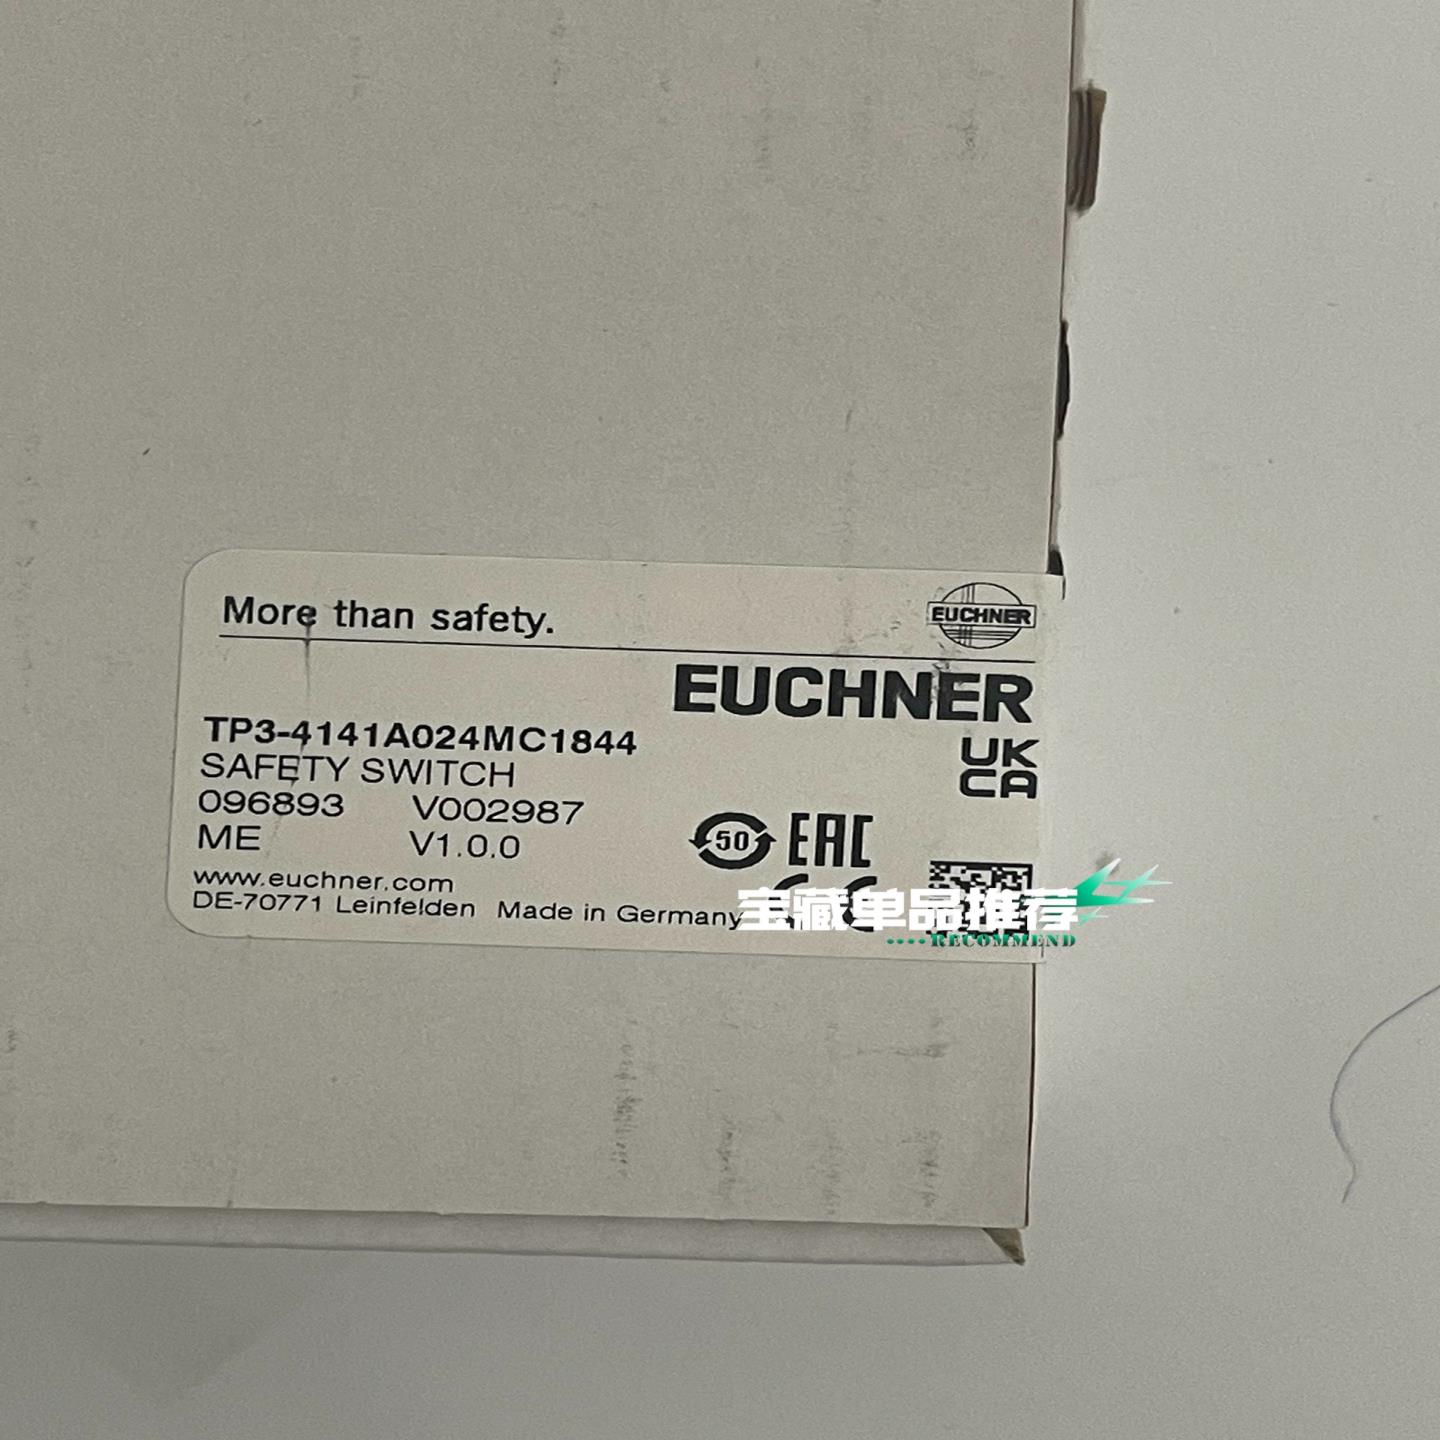 More than safety.
EUCHNER
EUCHNER
TP3-4141A024MC1844
SAFETY SWITCH
UK
CA
096893 V002987
ME V1.0.0
50
EAC
www.euchner.com
DE-70771 Leinfelden Made in Germany
CE
宝藏单品推荐
RECOMMEND